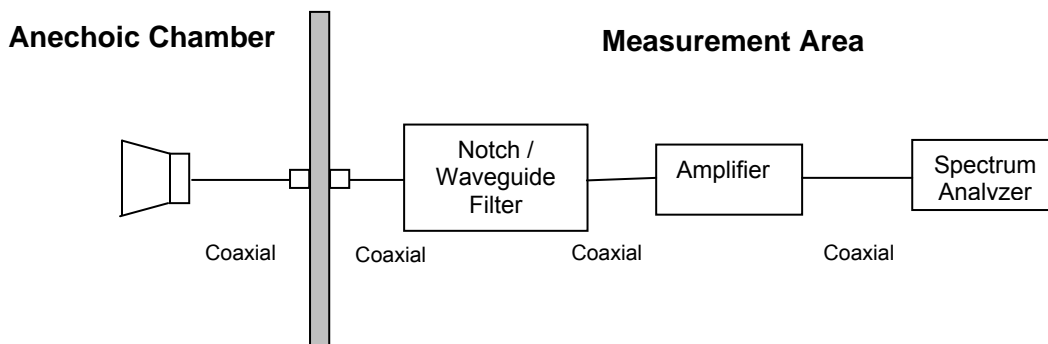 Anechoic Chamber
Measurement Area
Notch /
Waveguide
Filter
Amplifier
Spectrum
Analvzer
Coaxial
Coaxial
Coaxial
Coaxial